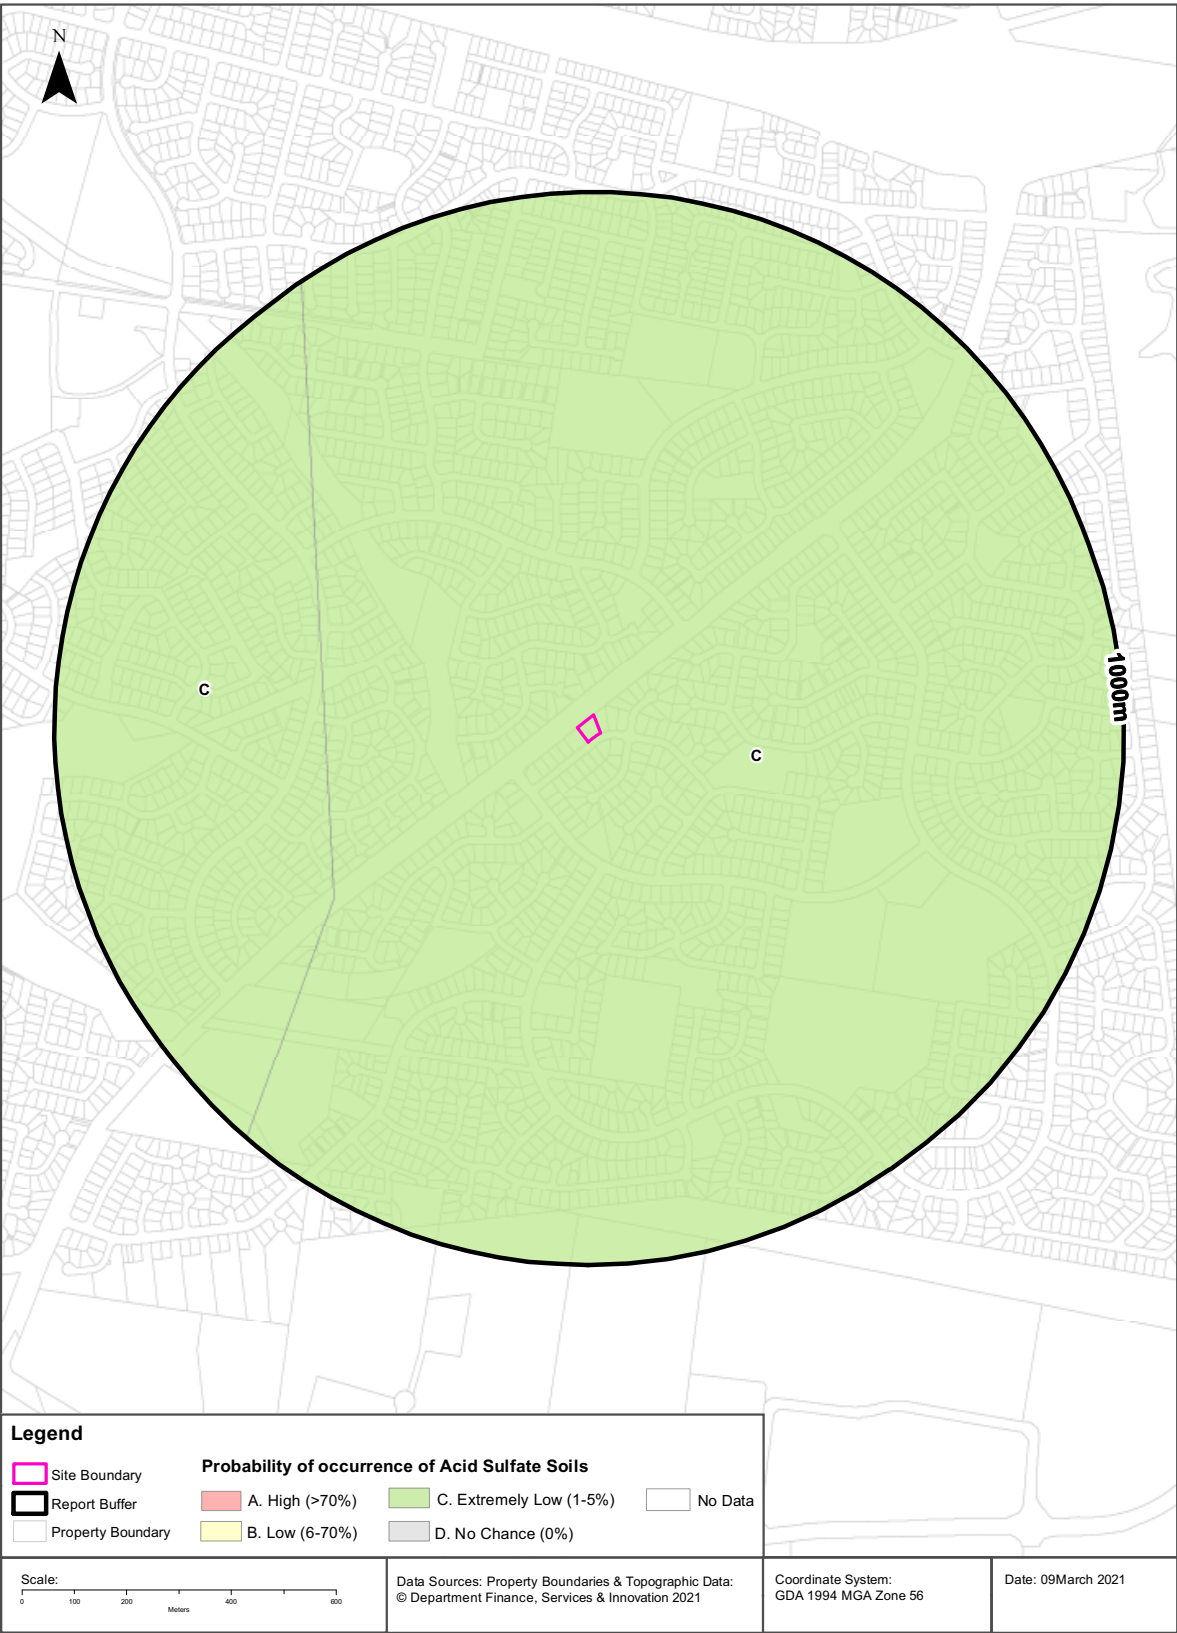 N
1000m
C
C
Legend
Site Boundary
Report Buffer
Property Boundary
Probability of occurrence of Acid Sulfate Soils
A. High (>70%)
C. Extremely Low (1-5%)
No Data
B. Low (6-70%)
D. No Chance (0%)
Scale:
0 100 200 400 600
Meters
Data Sources: Property Boundaries & Topographic Data:
© Department Finance, Services & Innovation 2021
Coordinate System:
GDA 1994 MGA Zone 56
Date: 09March 2021